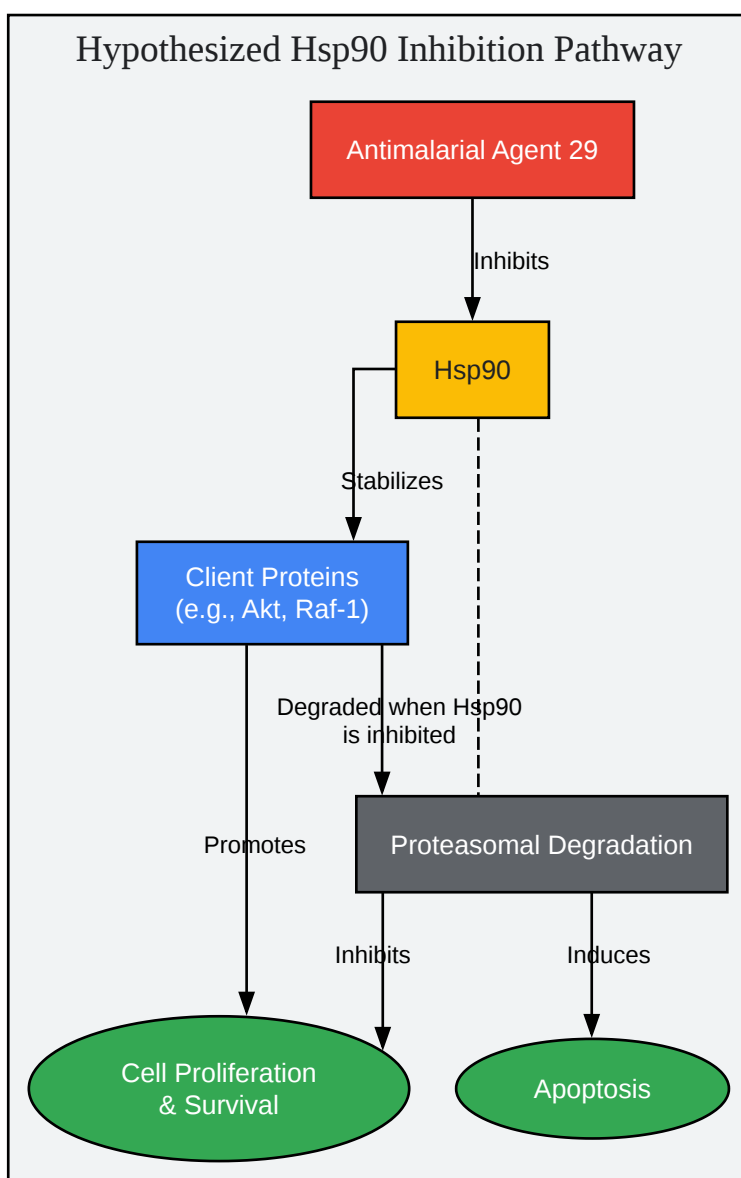 Hypothesized Hsp90 Inhibition Pathway
Antimalarial Agent 29
Inhibits
Hsp90
Stabilizes
Client Proteins
(e.g., Akt, Raf-1)
Degraded when Hsp90
is inhibited
Promotes
Proteasomal Degradation
Inhibits
Induces
Cell Proliferation
& Survival
Apoptosis